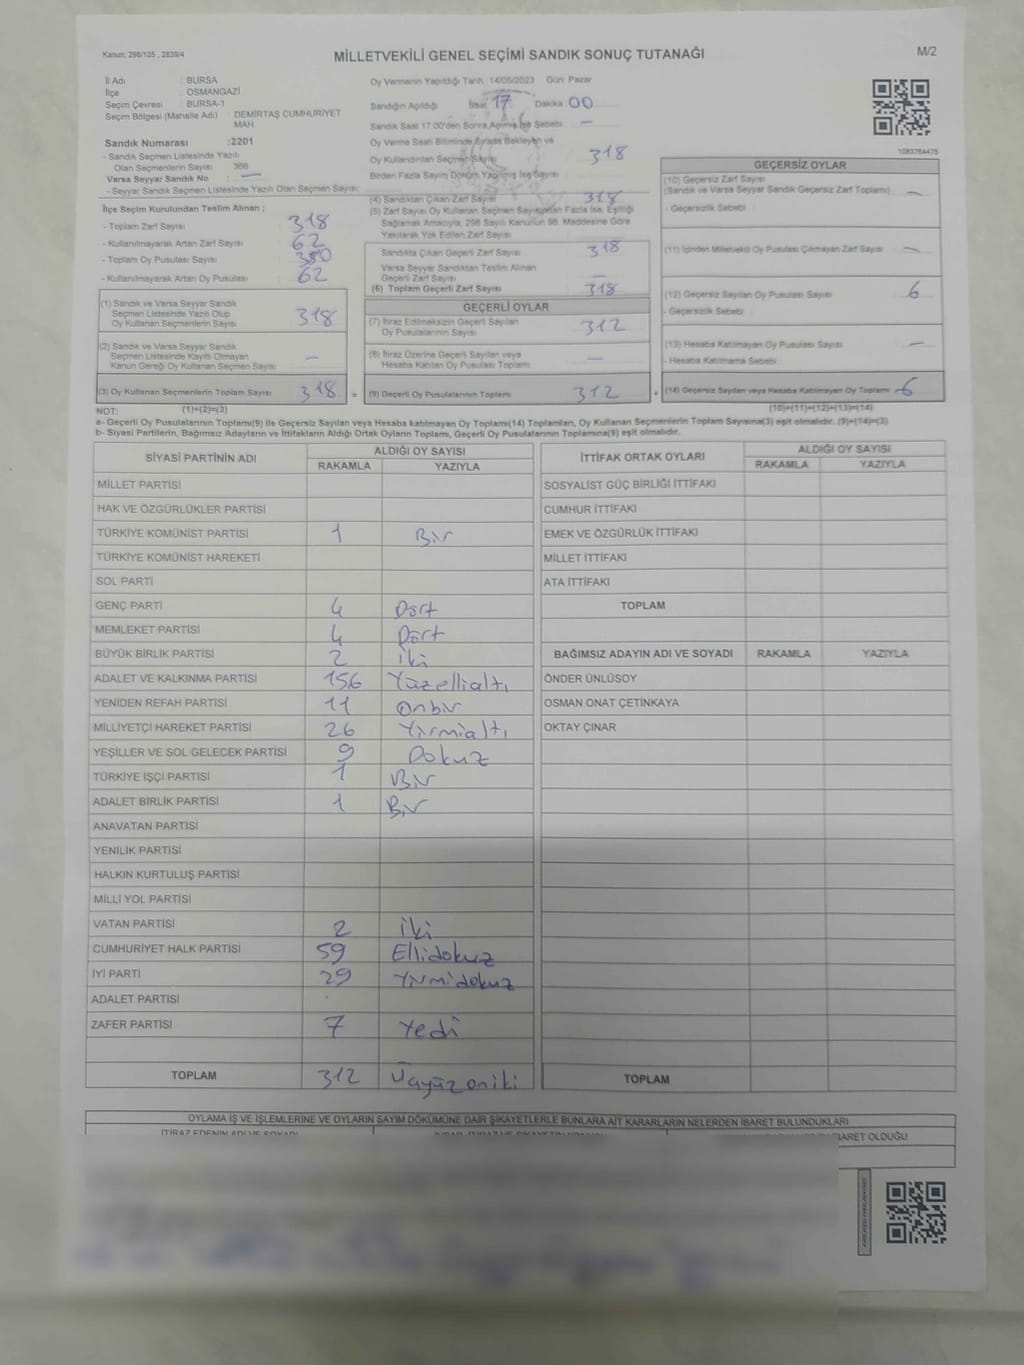 Kanun: 298/105 , 2839/4
MİLLETVEKİLİ GENEL SEÇİMİ SANDIK SONUÇ TUTANAĞI
M/2
İl Adı : BURSA
İlçe : OSMANGAZİ
Seçim Çevresi : BURSA-1
Seçim Bölgesi (Mahalle Adı) : DEMİRTAŞ CUMHURİYET MAH
Sandık Numarası :2201
- Sandık Seçmen Listesinde Yazılı
Olan Seçmenlerin Sayısı : 366
Varsa Seyyar Sandık No : —
- Seyyar Sandık Seçmen Listesinde Yazılı Olan Seçmen Sayısı:
Oy Vermenin Yapıldığı Tarih :14/05/2023 Gün: Pazar
Sandığın Açıldığı Saat 17 Dakika 00
Sandık Saat 17:00'den Sonra Açılmış İse Sebebi: —
Oy Verme Saati Bitiminde Sırada Bekleyen ve
Oy Kullandırılan Seçmen Sayısı 318
Birden Fazla Sayım Döküm Yapılmış İse Sayısı
1083764475
İlçe Seçim Kurulundan Teslim Alınan ;
- Toplam Zarf Sayısı 318
- Kullanılmayarak Artan Zarf Sayısı 62
- Toplam Oy Pusulası Sayısı 380
- Kullanılmayarak Artan Oy Pusulası 62
(1) Sandık ve Varsa Seyyar Sandık
Seçmen Listesinde Yazılı Olup
Oy Kullanan Seçmenlerin Sayısı 318
(2) Sandık ve Varsa Seyyar Sandık
Seçmen Listesinde Kayıtlı Olmayan
Kanun Gereği Oy Kullanan Seçmen Sayısı —
(3) Oy Kullanan Seçmenlerin Toplam Sayısı 318 =
(1)+(2)=(3)
(4) Sandıktan Çıkan Zarf Sayısı 318
(5) Zarf Sayısı Oy Kullanan Seçmen Sayısından Fazla İse, Eşitliği
Sağlamak Amacıyla, 298 Sayılı Kanunun 98. Maddesine Göre
Yakılarak Yok Edilen Zarf Sayısı
Sandıkta Çıkan Geçerli Zarf Sayısı 318
Varsa Seyyar Sandıktan Teslim Alınan
Geçerli Zarf Sayısı —
(6) Toplam Geçerli Zarf Sayısı 318
GEÇERLİ OYLAR
(7) İtiraz Edilmeksizin Geçerli Sayılan
Oy Pusulalarının Sayısı 312
(8) İtiraz Üzerine Geçerli Sayılan veya
Hesaba Katılan Oy Pusulası Toplamı —
(9) Geçerli Oy Pusulalarının Toplamı 312 +
GEÇERSİZ OYLAR
(10) Geçersiz Zarf Sayısı
(Sandık ve Varsa Seyyar Sandık Geçersiz Zarf Toplamı) —
- Geçersizlik Sebebi
(11) İçinden Milletvekili Oy Pusulası Çıkmayan Zarf Sayısı —
(12) Geçersiz Sayılan Oy Pusulası Sayısı 6
- Geçersizlik Sebebi
(13) Hesaba Katılmayan Oy Pusulası Sayısı —
- Hesaba Katılmama Sebebi
(14) Geçersiz Sayılan veya Hesaba Katılmayan Oy Toplamı 6
(10)+(11)+(12)+(13)=(14)
NOT:
a- Geçerli Oy Pusulalarının Toplamı(9) ile Geçersiz Sayılan veya Hesaba katılmayan Oy Toplamı(14) Toplamları, Oy Kullanan Seçmenlerin Toplam Sayısına(3) eşit olmalıdır. (9)+(14)=(3)
b- Siyasi Partilerin, Bağımsız Adayların ve İttifakların Aldığı Ortak Oyların Toplamı, Geçerli Oy Pusulalarının Toplamına(9) eşit olmalıdır.
SİYASİ PARTİNİN ADI ALDIĞI OY SAYISI
RAKAMLA YAZIYLA
MİLLET PARTİSİ
HAK VE ÖZGÜRLÜKLER PARTİSİ
TÜRKİYE KOMÜNİST PARTİSİ 1 Bir
TÜRKİYE KOMÜNİST HAREKETİ
SOL PARTİ
GENÇ PARTİ 4 Dört
MEMLEKET PARTİSİ 4 Dört
BÜYÜK BİRLİK PARTİSİ 2 iki
ADALET VE KALKINMA PARTİSİ 156 Yüzellialtı
YENİDEN REFAH PARTİSİ 11 Onbir
MİLLİYETÇİ HAREKET PARTİSİ 26 Yirmialtı
YEŞİLLER VE SOL GELECEK PARTİSİ 9 Dokuz
TÜRKİYE İŞÇİ PARTİSİ 1 Bir
ADALET BİRLİK PARTİSİ 1 Bir
ANAVATAN PARTİSİ
YENİLİK PARTİSİ
HALKIN KURTULUŞ PARTİSİ
MİLLİ YOL PARTİSİ
VATAN PARTİSİ 2 iki
CUMHURİYET HALK PARTİSİ 59 Ellidokuz
İYİ PARTİ 29 Yirmidokuz
ADALET PARTİSİ
ZAFER PARTİSİ 7 Yedi
TOPLAM 312 Üçyüzoniki
İTTİFAK ORTAK OYLARI ALDIĞI OY SAYISI
RAKAMLA YAZIYLA
SOSYALİST GÜÇ BİRLİĞİ İTTİFAKI
CUMHUR İTTİFAKI
EMEK VE ÖZGÜRLÜK İTTİFAKI
MİLLET İTTİFAKI
ATA İTTİFAKI
TOPLAM
BAĞIMSIZ ADAYIN ADI VE SOYADI RAKAMLA YAZIYLA
ÖNDER ÜNLÜSOY
OSMAN ONAT ÇETİNKAYA
OKTAY ÇINAR
TOPLAM
OYLAMA İŞ VE İŞLEMLERİNE VE OYLARIN SAYIM DÖKÜMÜNE DAİR ŞİKAYETLERLE BUNLARA AİT KARARLARIN NELERDEN İBARET BULUNDUKLARI
İTİRAZ EDENİN ADI VE SOYADI
İBARET OLDUĞU